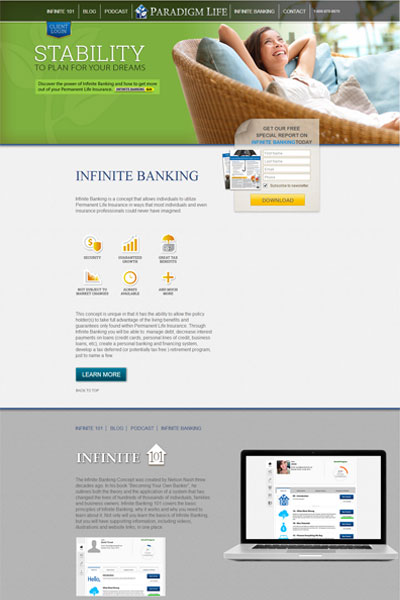 INFINITE 101 | BLOG | PODCAST | PARADIGM LIFE | INFINITE BANKING | CONTACT
CLIENT
LOGIN
STABILITY
TO PLAN FOR YOUR DREAMS
Discover the power of Infinite Banking and how to get more
out of your Permanent Life Insurance. INFINITE BANKING
GET OUR FREE
SPECIAL REPORT ON
INFINITE BANKING TODAY
First Name
Last Name
Email
Phone
Subscribe to newsletter
DOWNLOAD
INFINITE BANKING
Infinite Banking is a concept that allows individuals to utilize
Permanent Life Insurance in ways that most individuals and even
insurance professionals could never have imagined.
SECURITY
GUARANTEED
GROWTH
GREAT TAX
BENEFITS
NOT SUBJECT TO
MARKET CHANGES
ALWAYS
AVAILABLE
AND MUCH
MORE
This concept is unique in that it has the ability to allow the policy
holder(s) to take full advantage of the living benefits and
guarantees only found within Permanent Life Insurance. Through
Infinite Banking you will be able to: manage debt, decrease interest
payments on loans (credit cards, personal lines of credit, business
loans, etc), create a personal banking and financing system,
develop a tax deferred (or potentially tax free ) retirement program,
just to name a few.
LEARN MORE
BACK TO TOP
INFINITE 101 | BLOG | PODCAST | INFINITE BANKING
INFINITE 101
The Infinite Banking Concept was created by Nelson Nash three
decades ago. In his book "Becoming Your Own Banker", he
outlines both the theory and the application of a system that has
changed the lives of hundreds of thousands of individuals, families
and business owners. Infinite Banking 101 covers the basic
principles of Infinite Banking, why it works and why you need to
learn about it. Not only will you learn the basics of Infinite Banking,
but you will have supporting information, including videos,
illustrations and website links, in one place.
Hello,